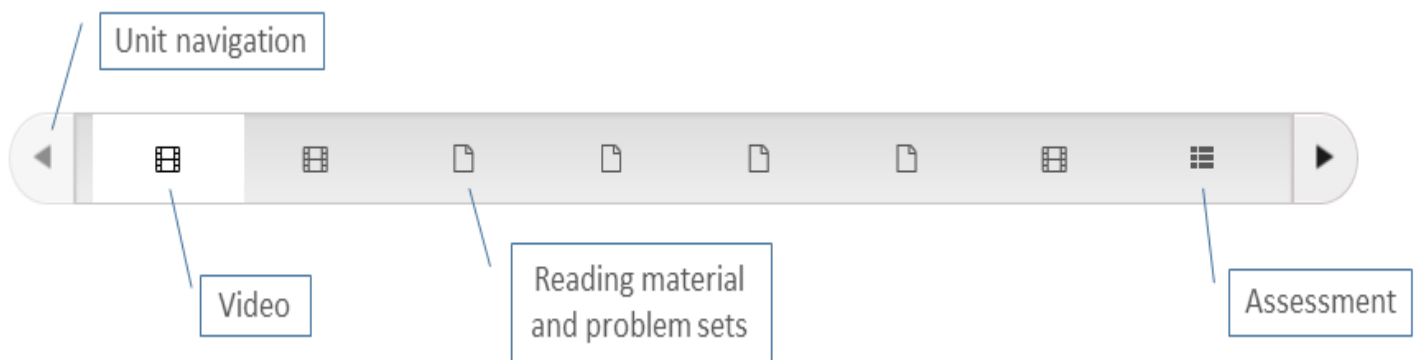 Unit navigation
Video
Reading material
and problem sets
Assessment